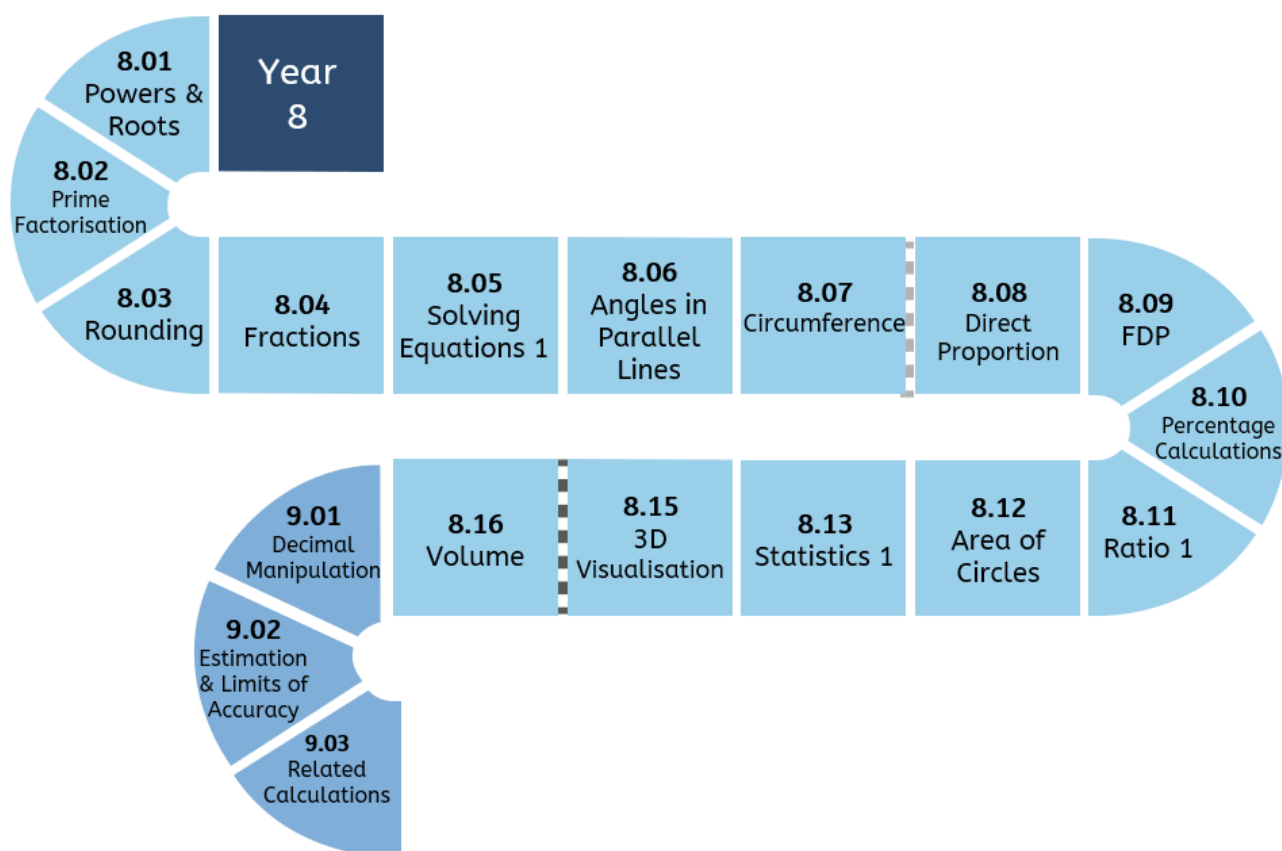 Year
8
8.01
Powers &
Roots
8.02
Prime
Factorisation
8.03
Rounding
8.04
Fractions
8.05
Solving
Equations 1
8.06
Angles in
Parallel
Lines
8.07
Circumference
8.08
Direct
Proportion
8.09
FDP
8.10
Percentage
Calculations
8.11
Ratio 1
8.12
Area of
Circles
8.13
Statistics 1
8.15
3D
Visualisation
8.16
Volume
9.01
Decimal
Manipulation
9.02
Estimation
& Limits of
Accuracy
9.03
Related
Calculations